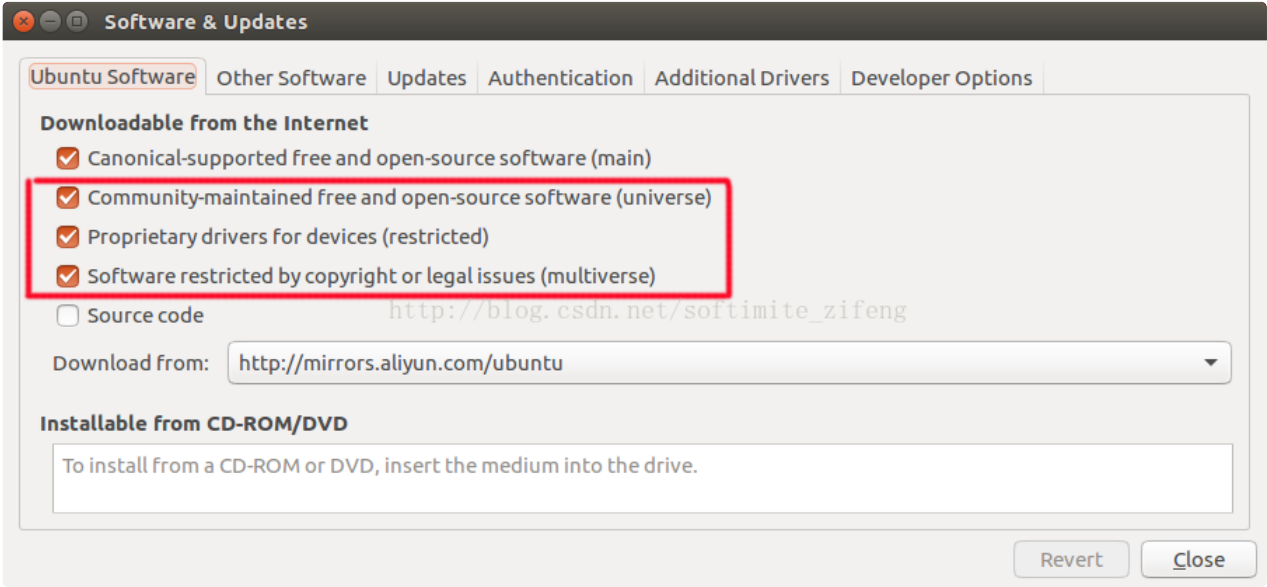 Software & Updates
Ubuntu Software Other Software Updates Authentication Additional Drivers Developer Options
Downloadable from the Internet
Canonical-supported free and open-source software (main)
Community-maintained free and open-source software (universe)
Proprietary drivers for devices (restricted)
Software restricted by copyright or legal issues (multiverse)
Source code
http://blog.csdn.net/softimite_zifeng
Download from: http://mirrors.aliyun.com/ubuntu
Installable from CD-ROM/DVD
To install from a CD-ROM or DVD, insert the medium into the drive.
Revert Close